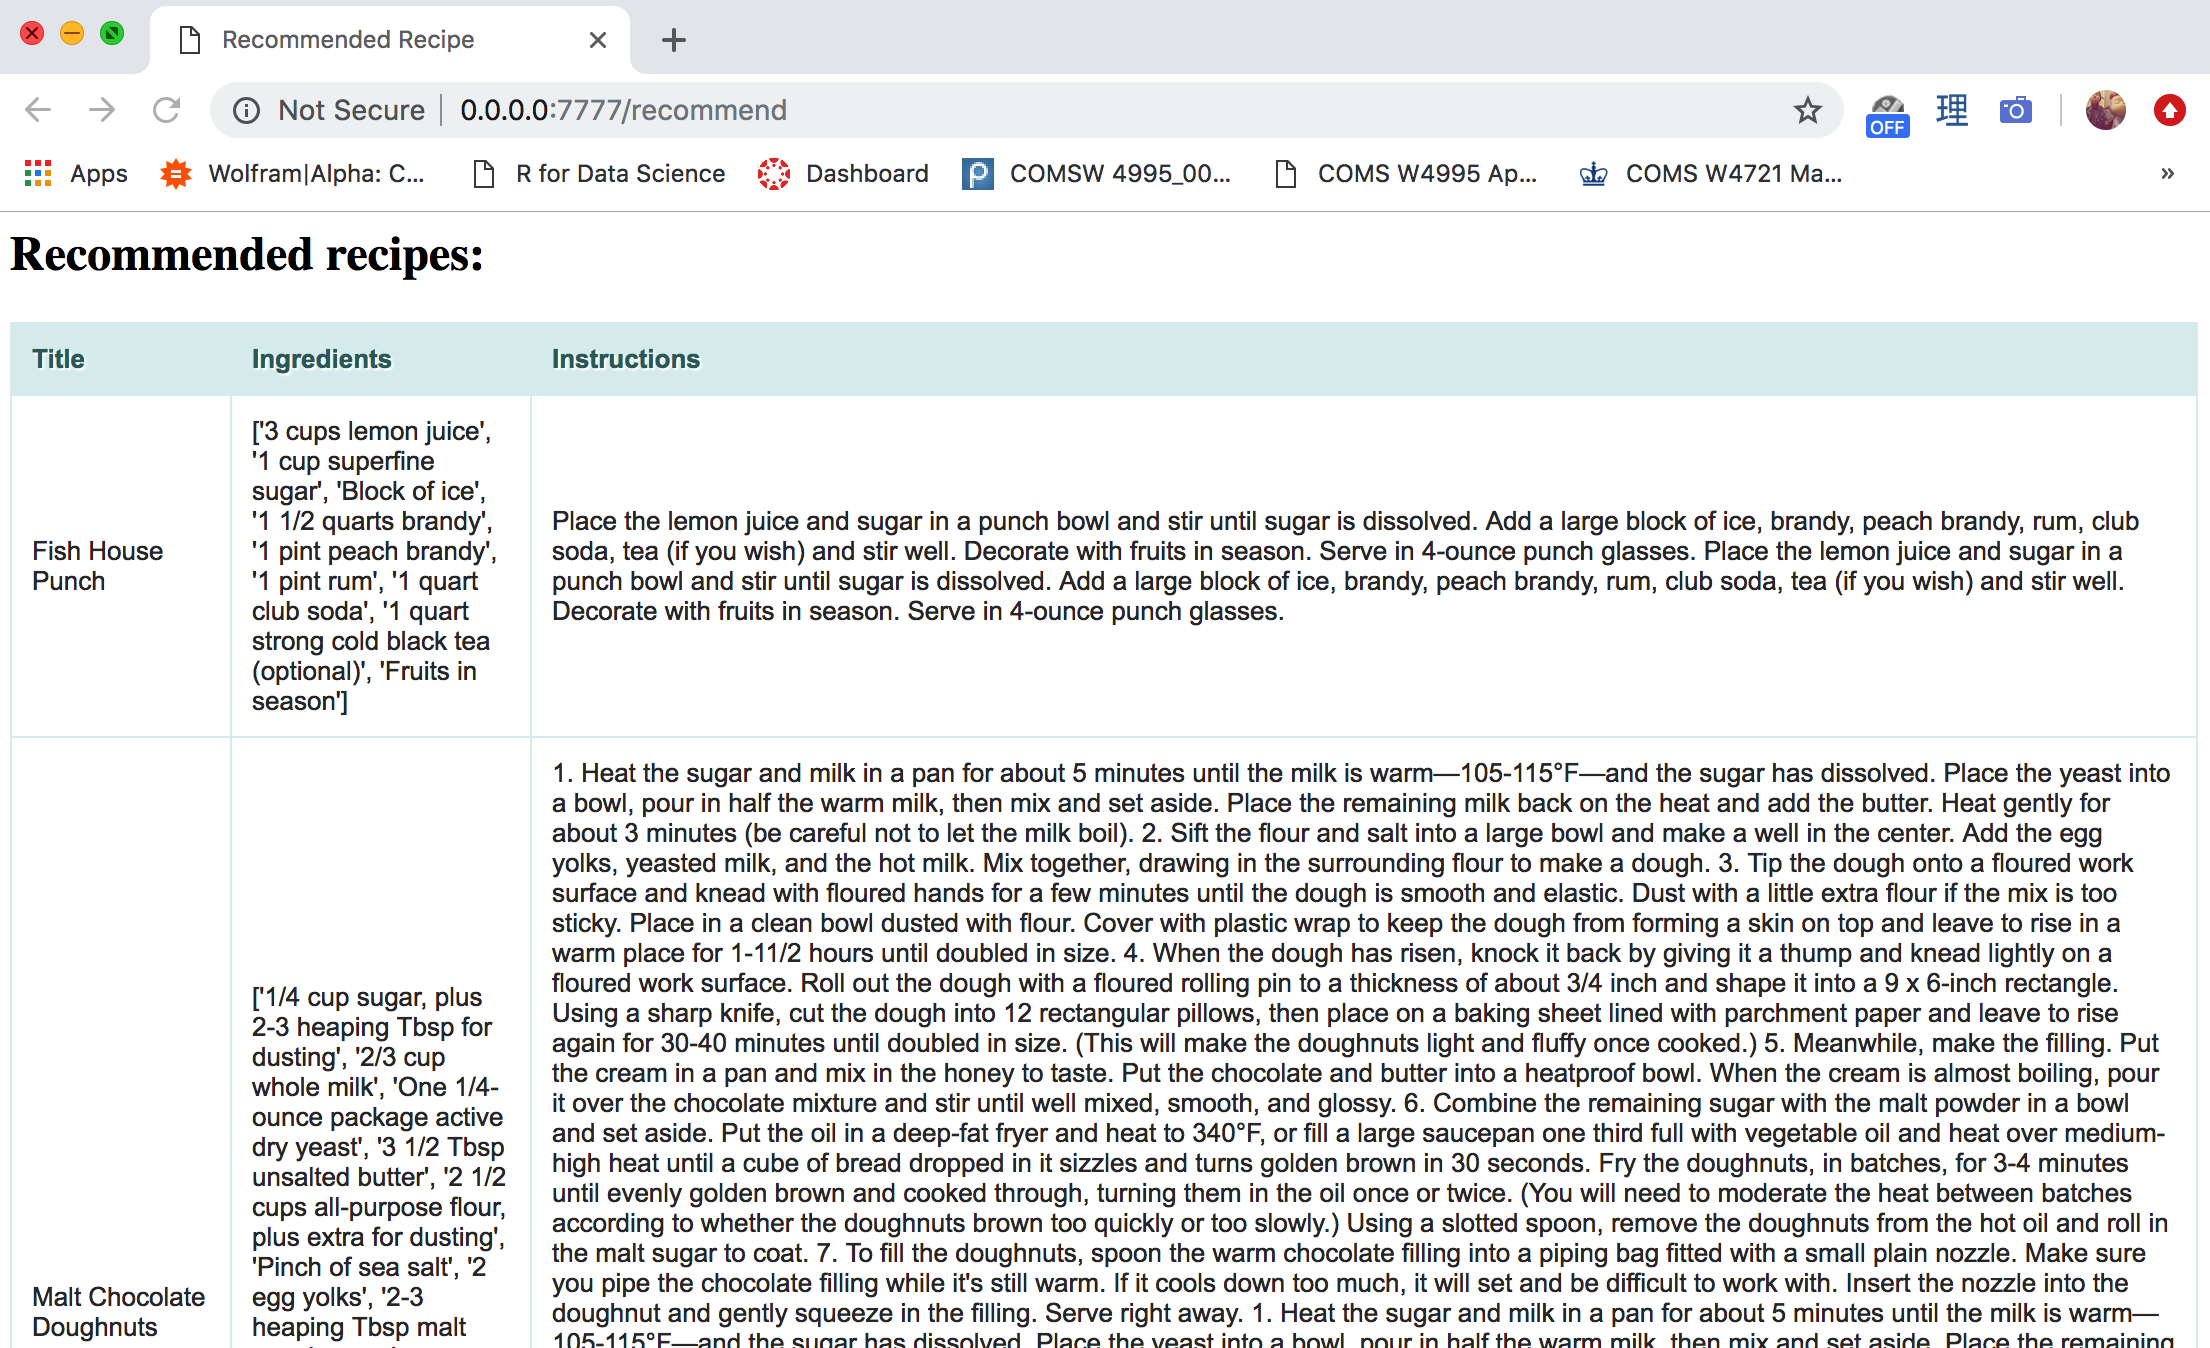 Recommended Recipe
Not Secure 0.0.0.0:7777/recommend
OFF
理
Apps
Wolfram|Alpha: C...
R for Data Science
Dashboard
COMSW 4995_00...
COMS W4995 Ap...
COMS W4721 Ma...
»
Recommended recipes:
Title Ingredients Instructions
Fish House
Punch
['3 cups lemon juice',
'1 cup superfine
sugar', 'Block of ice',
'1 1/2 quarts brandy',
'1 pint peach brandy',
'1 pint rum', '1 quart
club soda', '1 quart
strong cold black tea
(optional)', 'Fruits in
season']
Place the lemon juice and sugar in a punch bowl and stir until sugar is dissolved. Add a large block of ice, brandy, peach brandy, rum, club
soda, tea (if you wish) and stir well. Decorate with fruits in season. Serve in 4-ounce punch glasses. Place the lemon juice and sugar in a
punch bowl and stir until sugar is dissolved. Add a large block of ice, brandy, peach brandy, rum, club soda, tea (if you wish) and stir well.
Decorate with fruits in season. Serve in 4-ounce punch glasses.
Malt Chocolate
Doughnuts
['1/4 cup sugar, plus
2-3 heaping Tbsp for
dusting', '2/3 cup
whole milk', 'One 1/4-
ounce package active
dry yeast', '3 1/2 Tbsp
unsalted butter', '2 1/2
cups all-purpose flour,
plus extra for dusting',
'Pinch of sea salt', '2
egg yolks', '2-3
heaping Tbsp malt
1. Heat the sugar and milk in a pan for about 5 minutes until the milk is warm—105-115°F—and the sugar has dissolved. Place the yeast into
a bowl, pour in half the warm milk, then mix and set aside. Place the remaining milk back on the heat and add the butter. Heat gently for
about 3 minutes (be careful not to let the milk boil). 2. Sift the flour and salt into a large bowl and make a well in the center. Add the egg
yolks, yeasted milk, and the hot milk. Mix together, drawing in the surrounding flour to make a dough. 3. Tip the dough onto a floured work
surface and knead with floured hands for a few minutes until the dough is smooth and elastic. Dust with a little extra flour if the mix is too
sticky. Place in a clean bowl dusted with flour. Cover with plastic wrap to keep the dough from forming a skin on top and leave to rise in a
warm place for 1-11/2 hours until doubled in size. 4. When the dough has risen, knock it back by giving it a thump and knead lightly on a
floured work surface. Roll out the dough with a floured rolling pin to a thickness of about 3/4 inch and shape it into a 9 x 6-inch rectangle.
Using a sharp knife, cut the dough into 12 rectangular pillows, then place on a baking sheet lined with parchment paper and leave to rise
again for 30-40 minutes until doubled in size. (This will make the doughnuts light and fluffy once cooked.) 5. Meanwhile, make the filling. Put
the cream in a pan and mix in the honey to taste. Put the chocolate and butter into a heatproof bowl. When the cream is almost boiling, pour
it over the chocolate mixture and stir until well mixed, smooth, and glossy. 6. Combine the remaining sugar with the malt powder in a bowl
and set aside. Put the oil in a deep-fat fryer and heat to 340°F, or fill a large saucepan one third full with vegetable oil and heat over medium-
high heat until a cube of bread dropped in it sizzles and turns golden brown in 30 seconds. Fry the doughnuts, in batches, for 3-4 minutes
until evenly golden brown and cooked through, turning them in the oil once or twice. (You will need to moderate the heat between batches
according to whether the doughnuts brown too quickly or too slowly.) Using a slotted spoon, remove the doughnuts from the hot oil and roll in
the malt sugar to coat. 7. To fill the doughnuts, spoon the warm chocolate filling into a piping bag fitted with a small plain nozzle. Make sure
you pipe the chocolate filling while it's still warm. If it cools down too much, it will set and be difficult to work with. Insert the nozzle into the
doughnut and gently squeeze in the filling. Serve right away. 1. Heat the sugar and milk in a pan for about 5 minutes until the milk is warm—
105-115°F—and the sugar has dissolved. Place the yeast into a bowl, pour in half the warm milk, then mix and set aside. Place the remaining